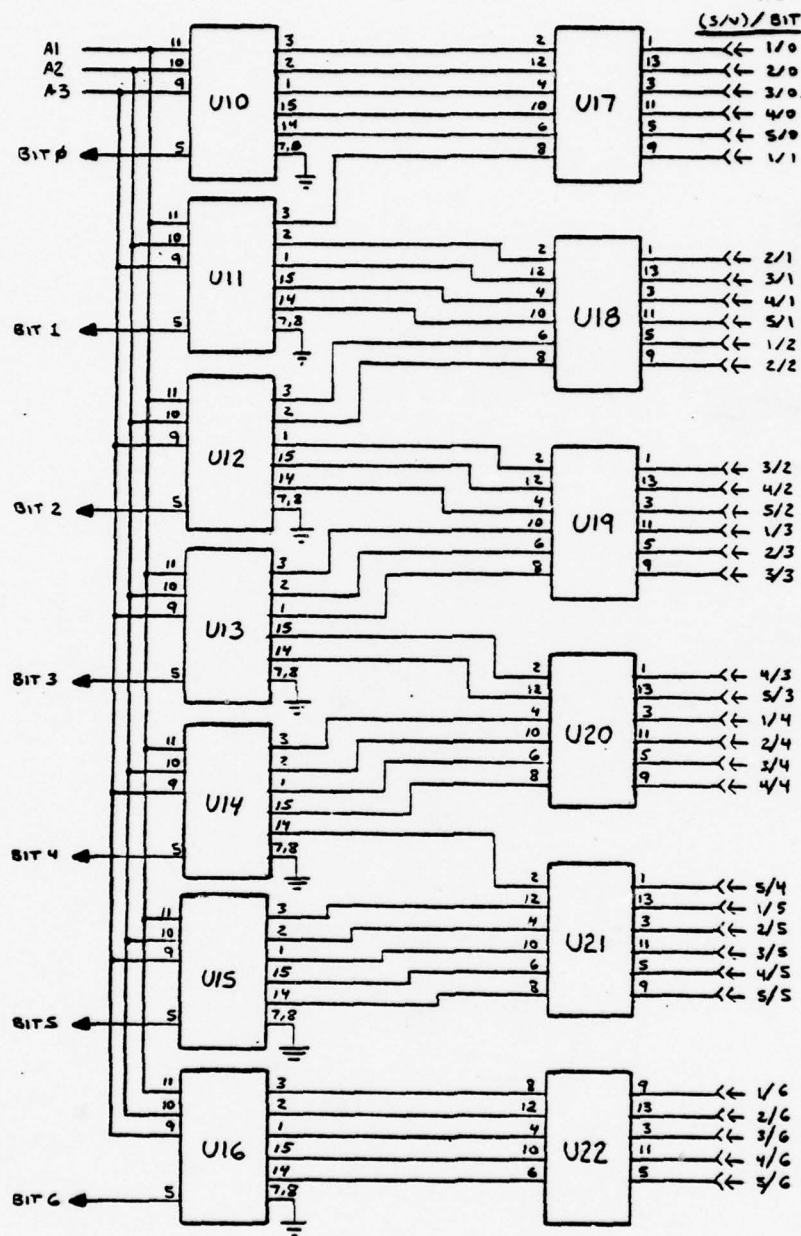 (S/V)/BIT
A1 11 3 2 1 1/0
A2 10 2 12 13 2/0
A3 9 1 4 3 3/0
U10 U17
15 10 11 4/0
14 6 5 5/0
BIT Ø 5 7,8 8 9 1/1
11 3
10 2 2 1 2/1
9 1 12 13 3/1
U11
15 4 3 4/1
14 10 11 5/1
U18
BIT 1 5 7,8 6 5 1/2
8 9 2/2
11 3
10 2
9 1
U12
15 2 1 3/2
14 12 13 4/2
BIT 2 5 7,8 4 3 5/2
U19
10 11 1/3
6 5 2/3
11 3 8 9 3/3
10 2
9 1
U13
15
14 2 1 4/3
BIT 3 5 7,8 12 13 5/3
4 3 1/4
U20
11 3 10 11 2/4
10 2 6 5 3/4
9 1 8 9 4/4
U14
15
14
BIT 4 5 7,8
2 1 5/4
11 3 12 13 1/5
10 2 4 3 2/5
9 1 10 11 3/5
U21
15 6 5 4/5
U15
14 8 9 5/5
BIT 5 5 7,8
11 3 8 9 1/6
10 2 12 13 2/6
9 1 4 3 3/6
U16 U22
15 10 11 4/6
14 6 5 5/6
BIT 6 5 7,8